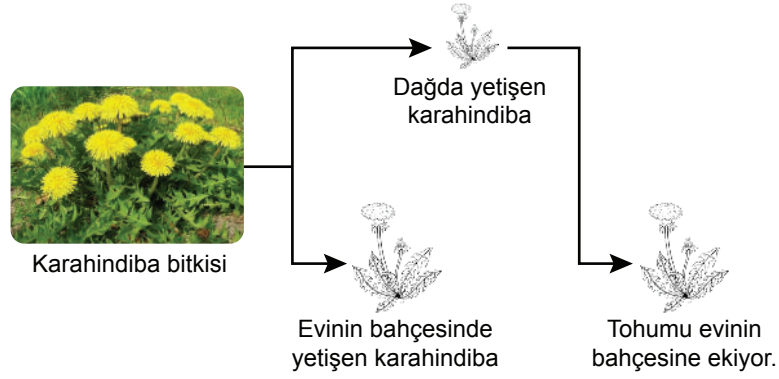 Dağda yetişen
karahindiba
Karahindiba bitkisi
Evinin bahçesinde
yetişen karahindiba
Tohumu evinin
bahçesine ekiyor.